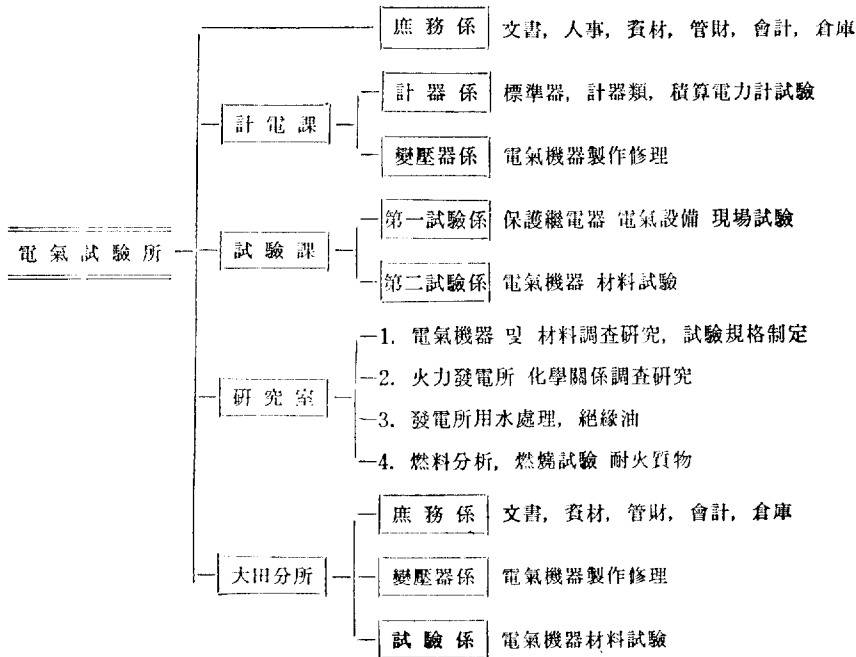 庶務係 文書, 人事, 資材, 管財, 會計, 倉庫
計電課
計器係 標準器, 計器類, 積算電力計試驗
變壓器係 電氣機器製作修理
電氣試驗所
試驗課
第一試驗係 保護繼電器 電氣設備 現場試驗
第二試驗係 電氣機器 材料試驗
研究室
1. 電氣機器 및 材料調査研究, 試驗規格制定
2. 火力發電所 化學關係調査研究
3. 發電所用水處理, 絕緣油
4. 燃料分析, 燃燒試驗 耐火質物
大田分所
庶務係 文書, 資材, 管財, 會計, 倉庫
變壓器係 電氣機器製作修理
試驗係 電氣機器材料試驗